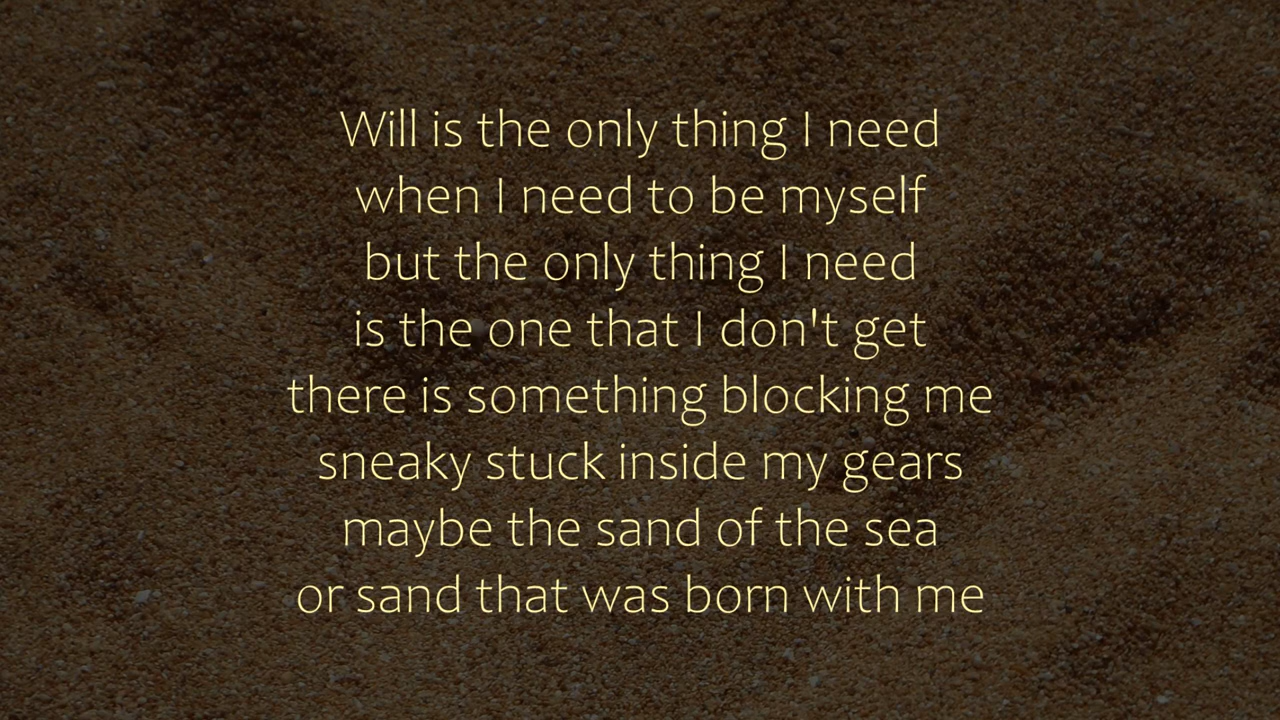 Will is the only thing I need
when I need to be myself
but the only thing I need
is the one that I don't get
there is something blocking me
sneaky stuck inside my gears
maybe the sand of the sea
or sand that was born with me